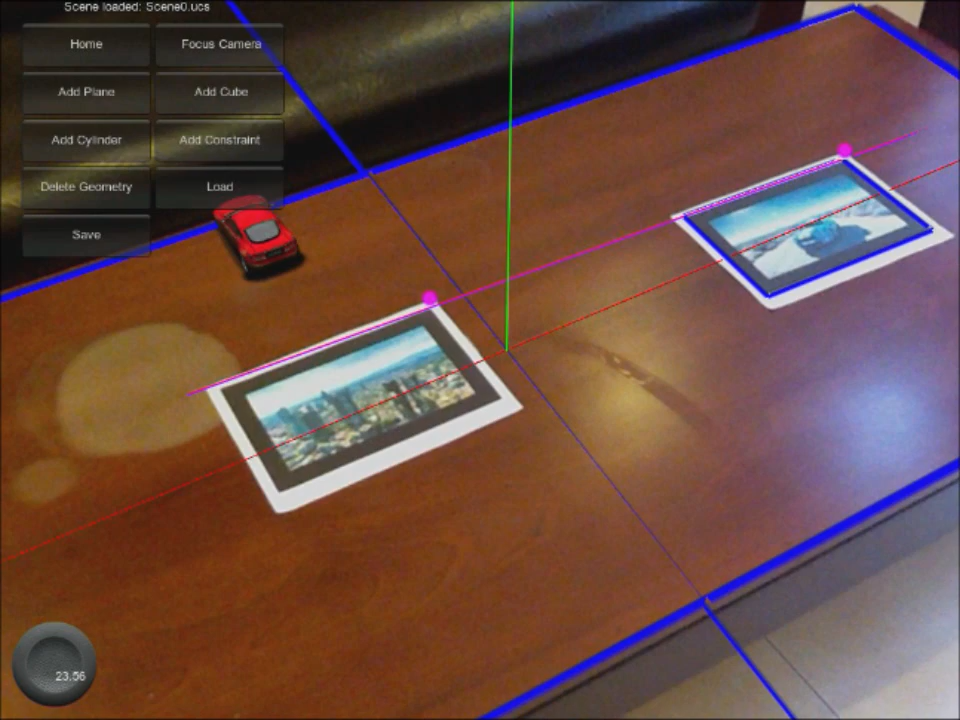 Scene loaded: Scene0.ucs
Home
Focus Camera
Add Plane
Add Cube
Add Cylinder
Add Constraint
Delete Geometry
Load
Save
23.56